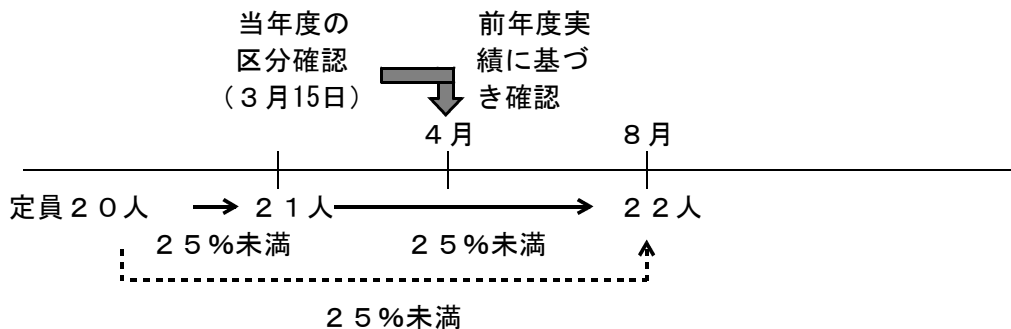 当年度の
区分確認
（３月15日）
前年度実
績に基づ
き確認
４月
８月
定員２０人
２１人
２２人
２５％未満
２５％未満
２５％未満